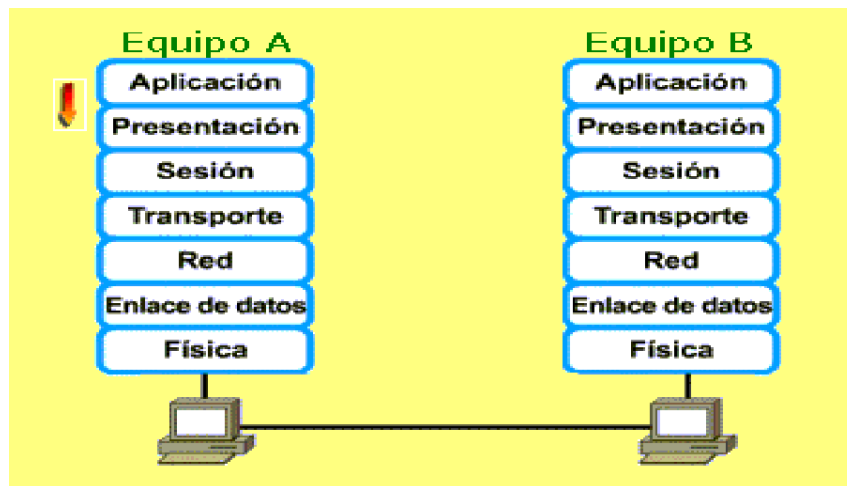 Equipo A
Aplicación
Presentación
Sesión
Transporte
Red
Enlace de datos
Física
Equipo B
Aplicación
Presentación
Sesión
Transporte
Red
Enlace de datos
Física